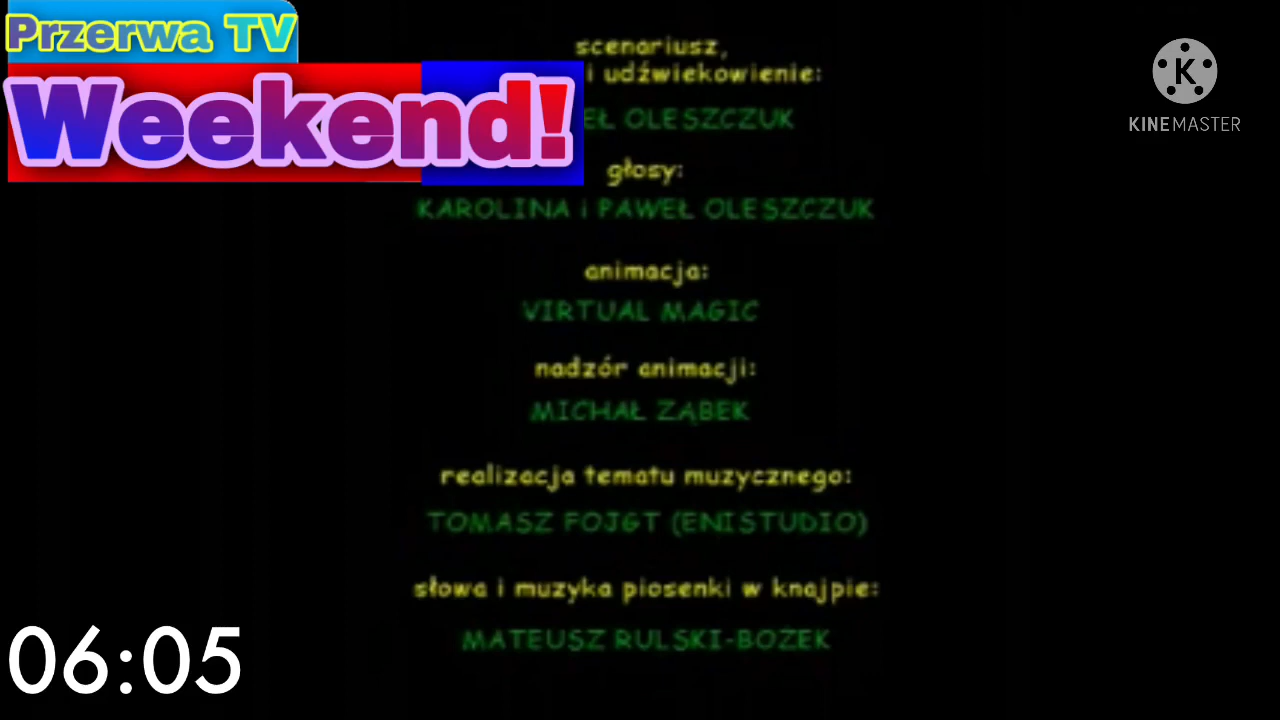 Przerwa TV
Weekend!
scenariusz,
i udźwiekowienie:
EŁ OLESZCZUK
głosy:
KAROLINA i PAWEŁ OLESZCZUK
animacja:
VIRTUAL MAGIC
nadzór animacji:
MICHAŁ ZĄBEK
realizacja tematu muzycznego:
TOMASZ FOJGT (ENISTUDIO)
słowa i muzyka piosenki w knajpie:
MATEUSZ RULSKI-BOŻEK
06:05
K
KINEMASTER